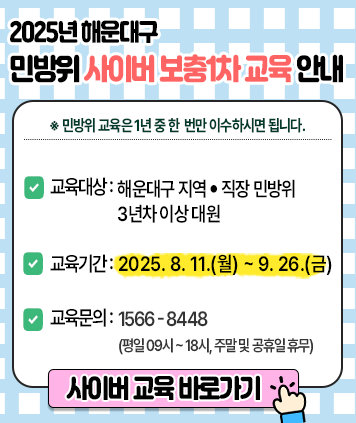 2025년 해운대구
민방위 사이버 보충1차 교육 안내
※ 민방위 교육은 1년 중 한 번만 이수하시면 됩니다.
교육대상 : 해운대구 지역 • 직장 민방위
3년차 이상 대원
교육기간 : 2025. 8. 11.(월) ~ 9. 26.(금)
교육문의 : 1566 - 8448
(평일 09시 ~ 18시, 주말 및 공휴일 휴무)
사이버 교육 바로가기